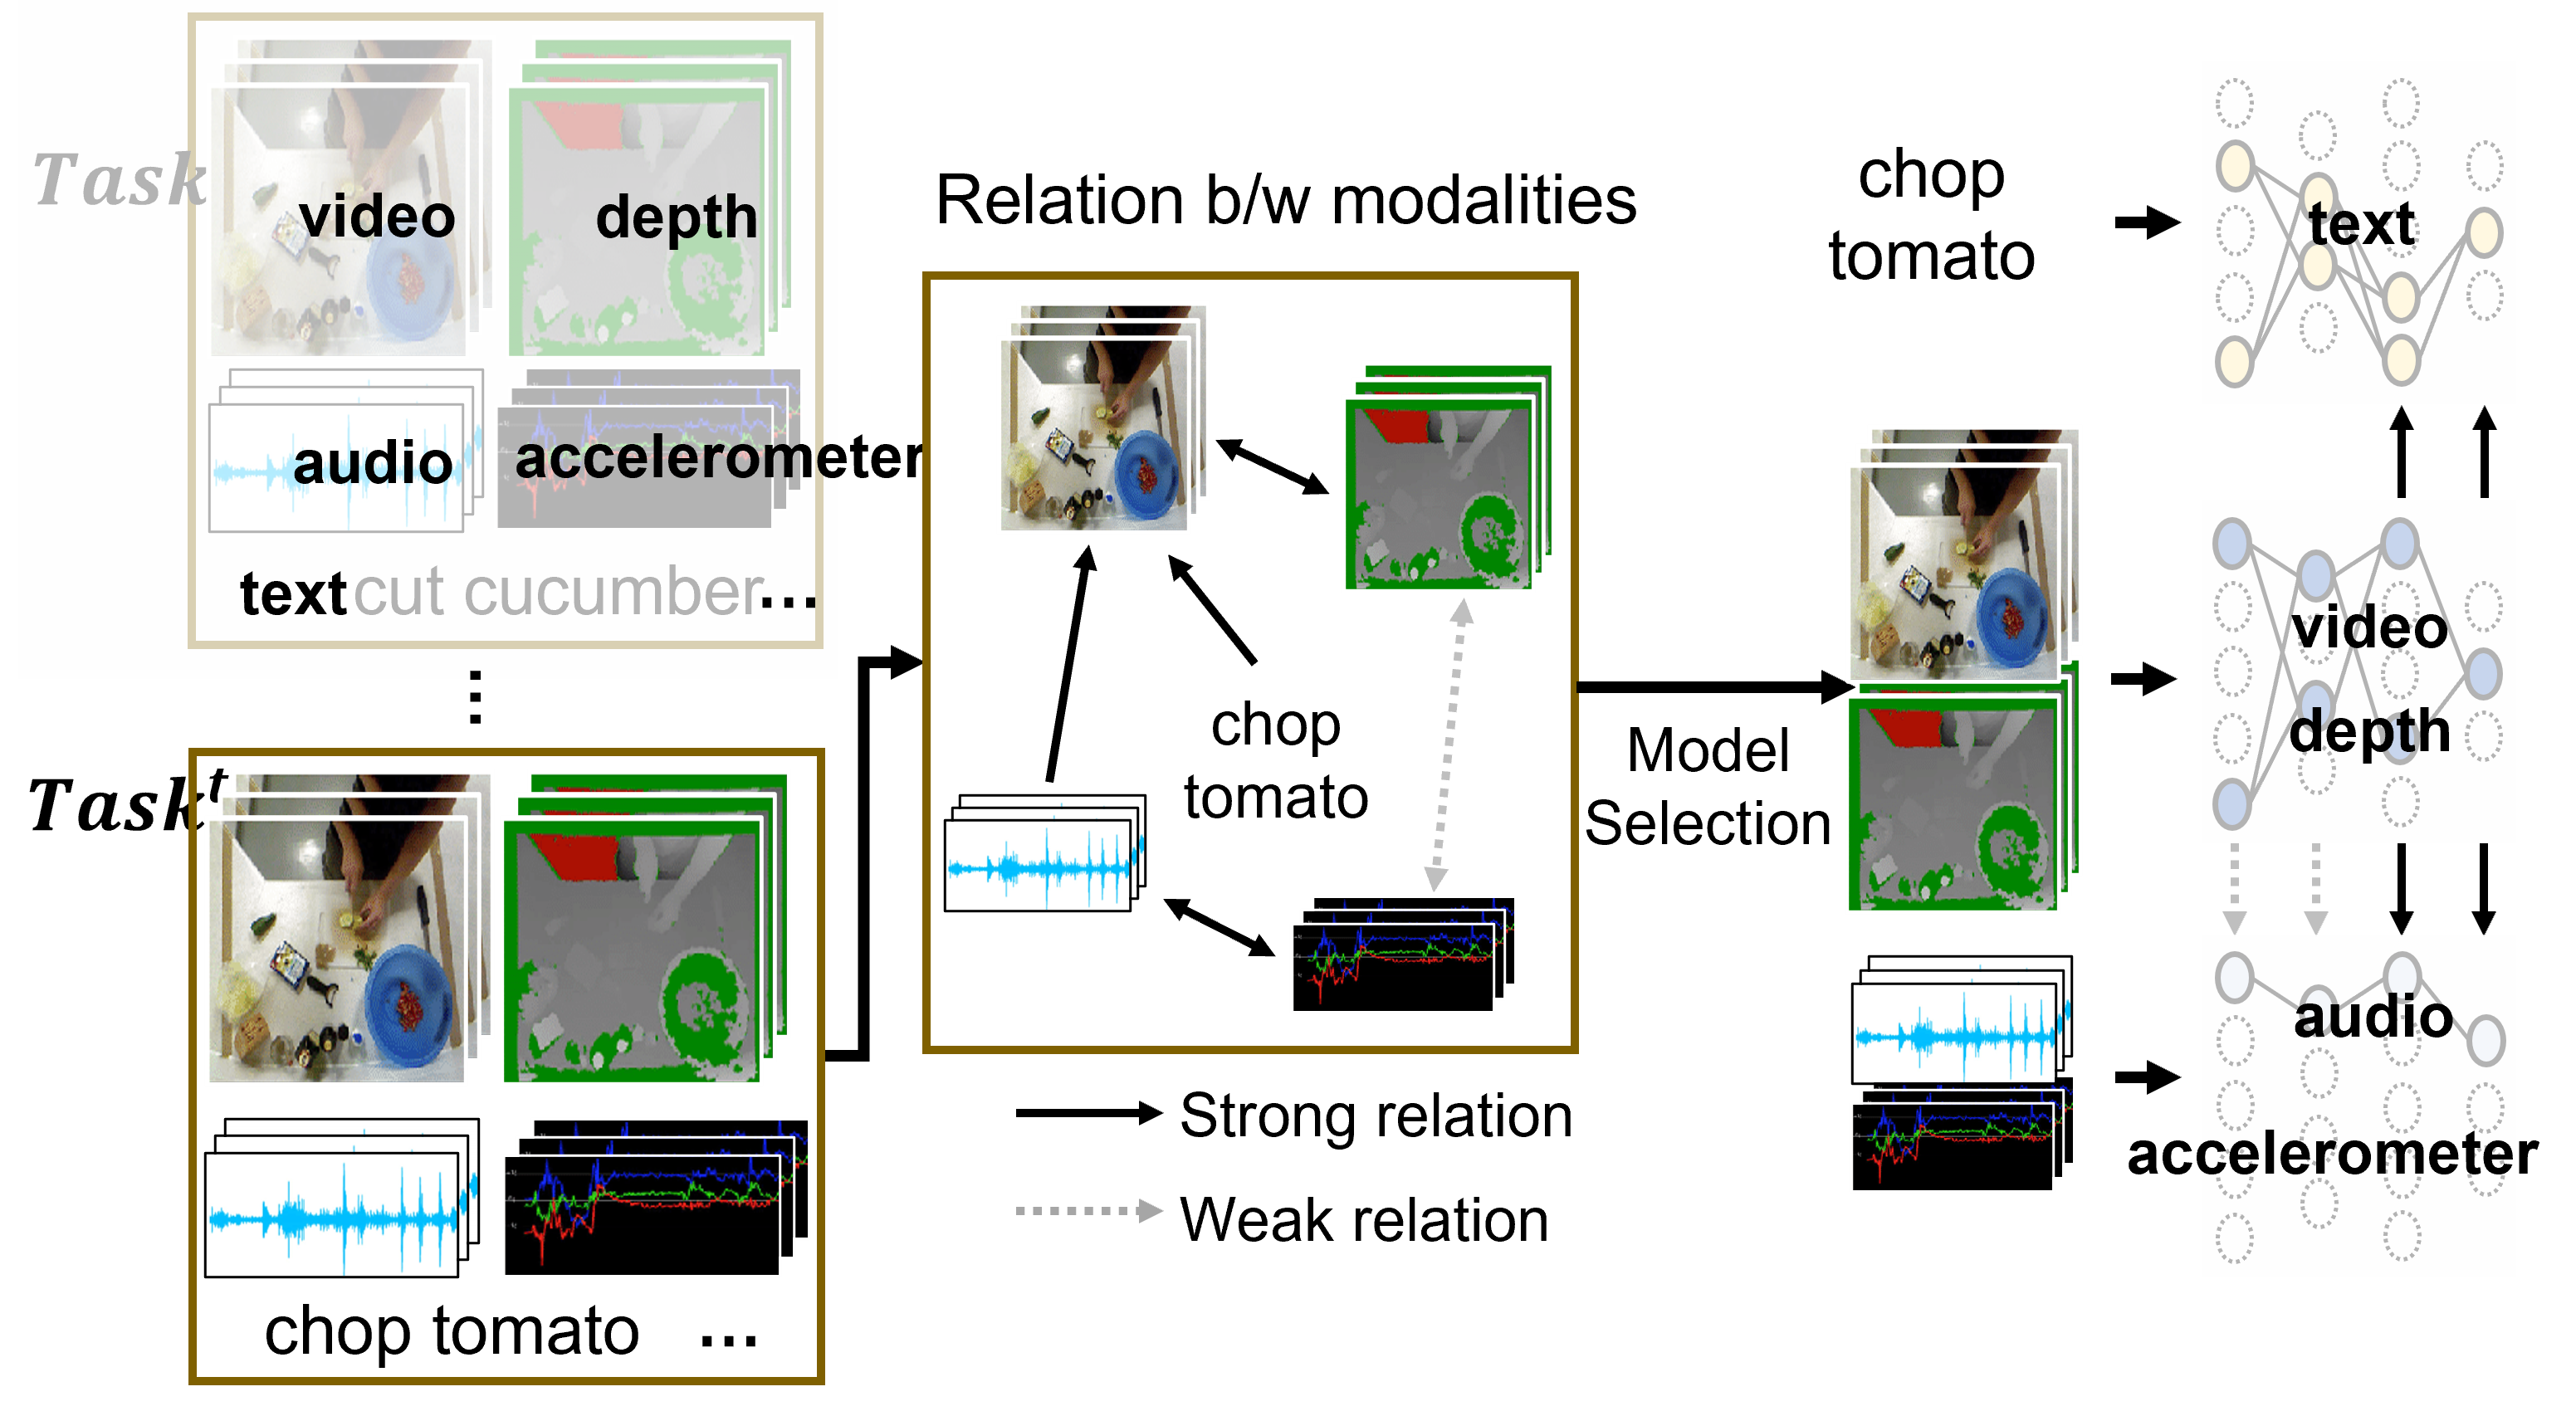 Task
video
depth
audio
accelerometer
text cut cucumber ...
Task^t
chop tomato ...
Relation b/w modalities
chop
tomato
Strong relation
Weak relation
Model
Selection
chop
tomato
text
video
depth
audio
accelerometer